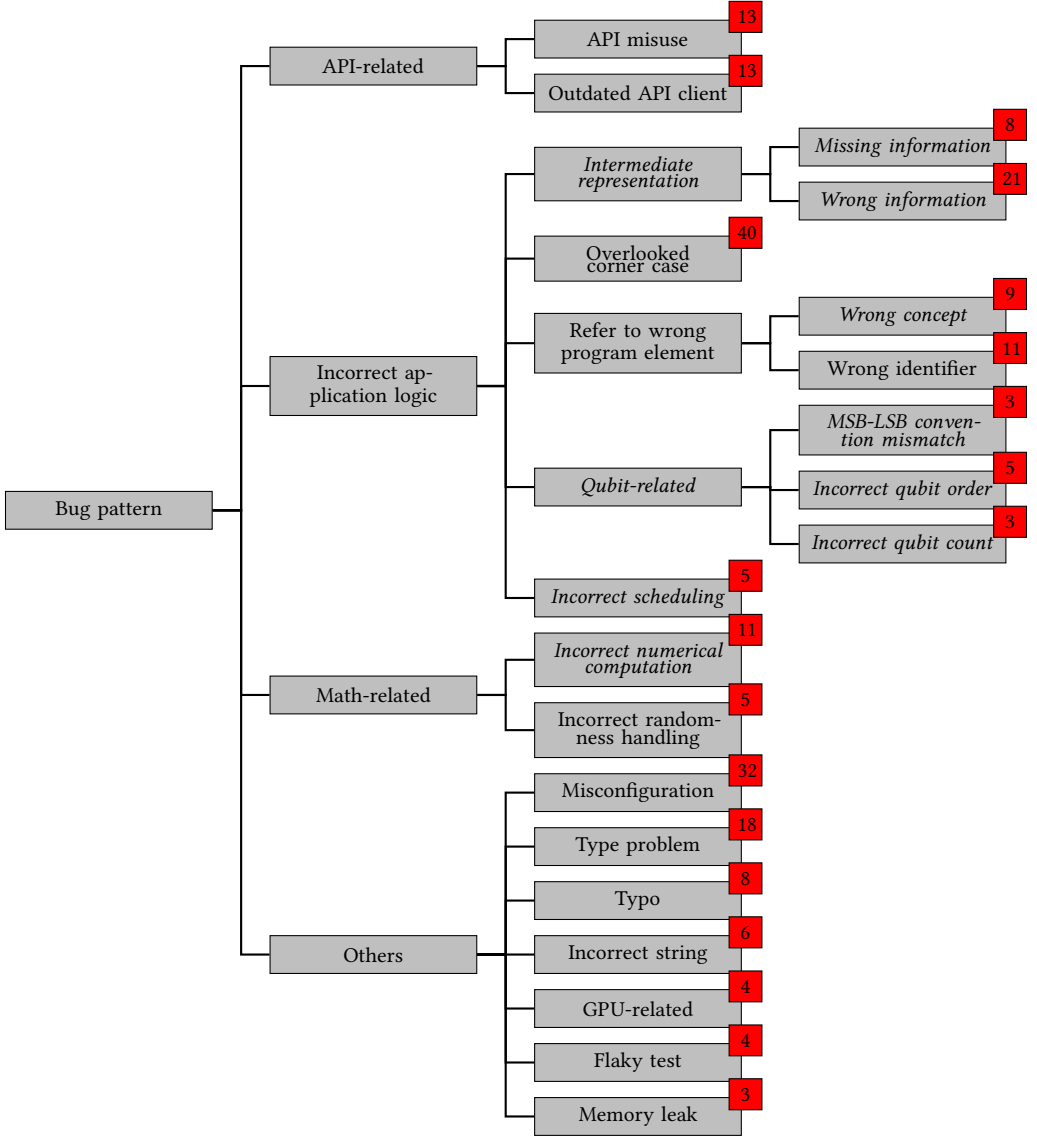 13
API misuse
API-related
13
Outdated API client
8
Missing information
Intermediate
representation
21
Wrong information
40
Overlooked
corner case
9
Wrong concept
Refer to wrong
program element
11
Wrong identifier
Incorrect ap-
plication logic
3
MSB-LSB conven-
tion mismatch
5
Qubit-related
Incorrect qubit order
Bug pattern
3
Incorrect qubit count
5
Incorrect scheduling
11
Incorrect numerical
computation
Math-related
5
Incorrect random-
ness handling
32
Misconfiguration
18
Type problem
8
Typo
6
Incorrect string
Others
4
GPU-related
4
Flaky test
3
Memory leak